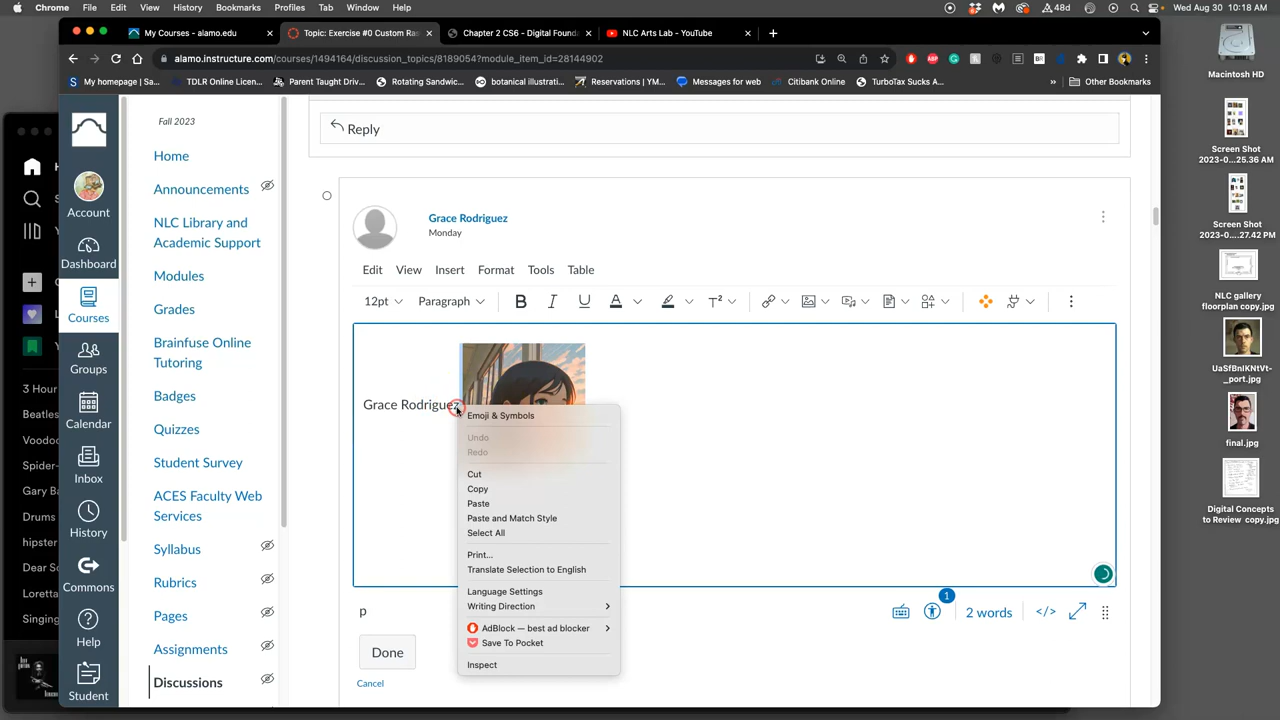 Chrome File Edit View History Bookmarks Profiles Tab Window Help 48d Wed Aug 30 10:18 AM
My Courses - alamo.edu Topic: Exercise #0 Custom Ras Chapter 2 CS6 - Digital Found NLC Arts Lab - YouTube
alamo.instructure.com/courses/1494164/discussion_topics/8189054?module_item_id=28144902
My homepage | Sa... TDLR Online Licen... Parent Taught Driv... Rotating Swedwic... botanical illustrati... Reservations | YM... Messages for web Citibank Online TurboTax Sucks A... » Other Bookmarks
Macintosh HD
Screen Shot
2023-0...25.36 AM
Screen Shot
2023-0....27.42 PM
NLC gallery
floorplan copy.jpg
UaSfBnIKNtVt-
_port.jpg
final.jpg
Digital Concepts
to Review copy.jpg
Account
Dashboard
Courses
Groups
Calendar
Inbox
History
Commons
Help
Student
Fall 2023
Home
Announcements
NLC Library and
Academic Support
Modules
Grades
Brainfuse Online
Tutoring
Badges
Quizzes
Student Survey
ACES Faculty Web
Services
Syllabus
Rubrics
Pages
Assignments
Discussions
Reply
Grace Rodriguez
Monday
Edit View Insert Format Tools Table
12pt Paragraph B I U A T²
Grace Rodriguez
Emoji & Symbols
Undo
Redo
Cut
Copy
Paste
Paste and Match Style
Select All
Print...
Translate Selection to English
Language Settings
Writing Direction
AdBlock — best ad blocker
Save To Pocket
Inspect
p 1 2 words </>
Done
Cancel
3 Hour
Beatles
Spider-
Gary Ba
Drums
hipster
Dear S
Loretta
Singing